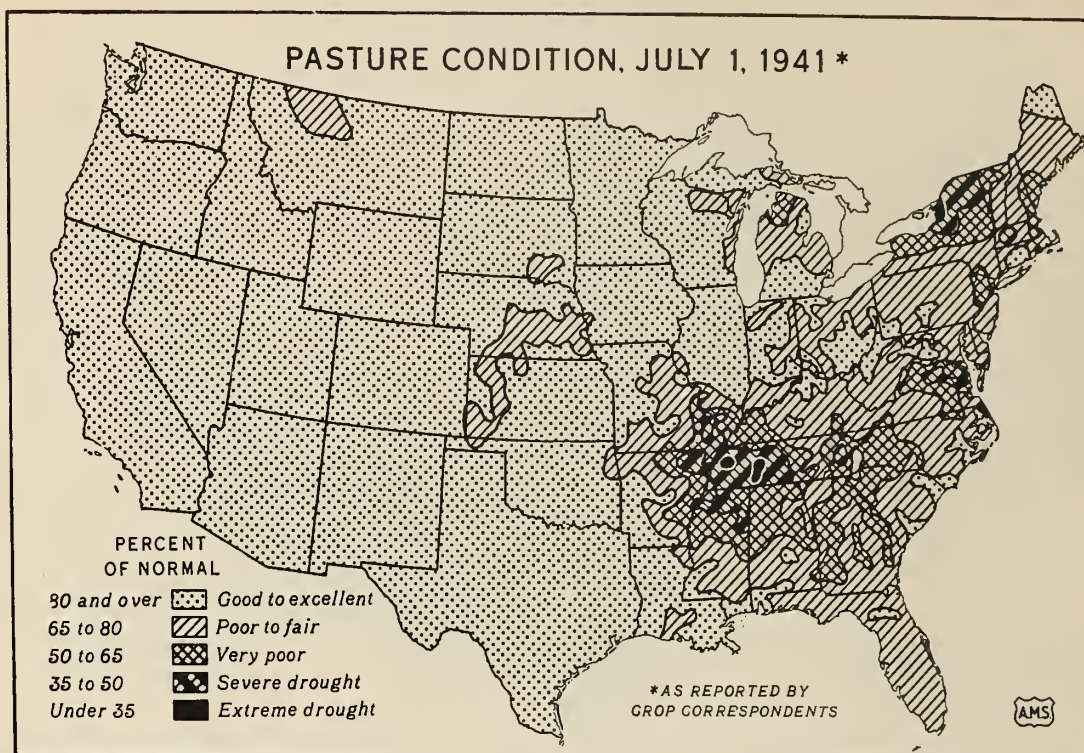 PASTURE CONDITION, JULY 1, 1941 *
PERCENT
OF NORMAL
80 and over Good to excellent
65 to 80 Poor to fair
50 to 65 Very poor
35 to 50 Severe drought
Under 35 Extreme drought
*AS REPORTED BY
CROP CORRESPONDENTS
A.M.S.